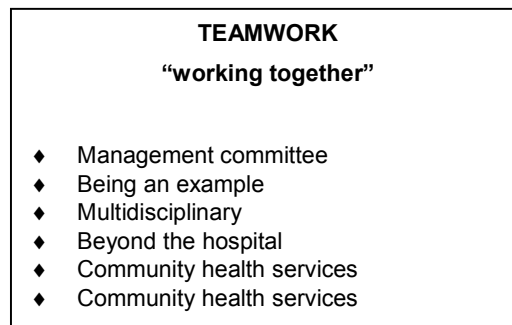 TEAMWORK
“working together”
♦ Management committee
♦ Being an example
♦ Multidisciplinary
♦ Beyond the hospital
♦ Community health services
♦ Community health services